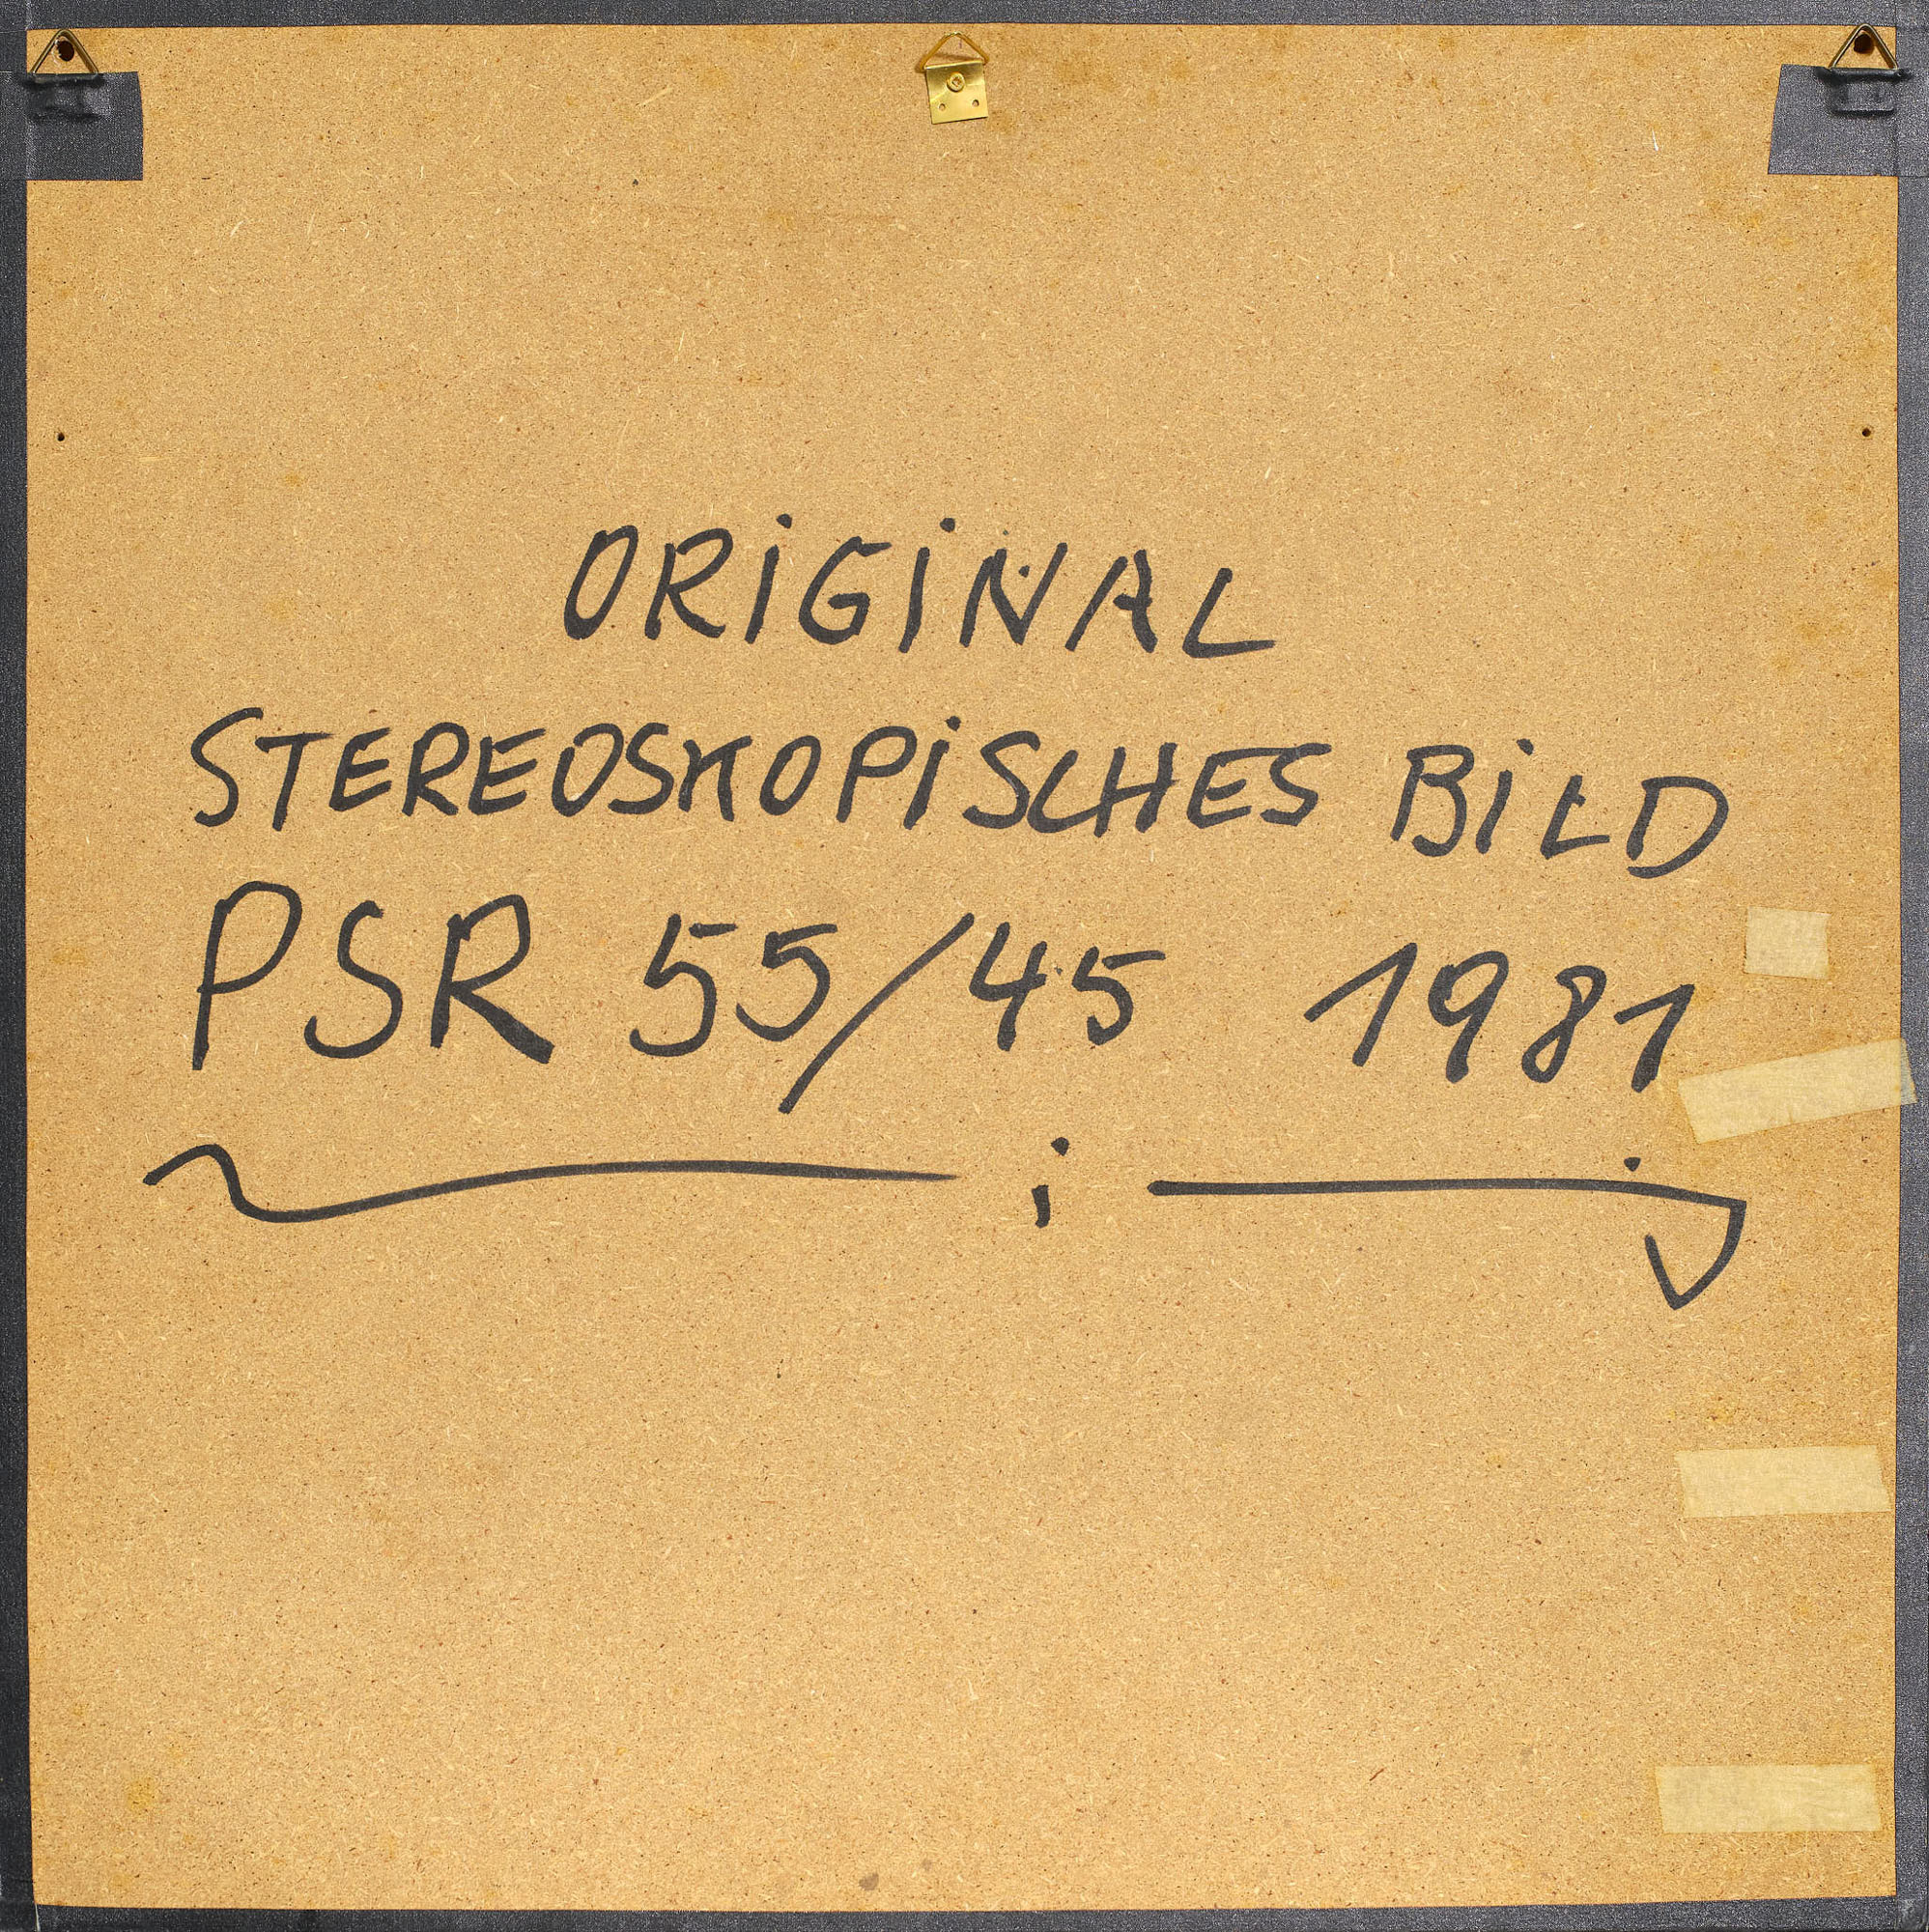 ORiGiNAL
STEREOSKOPiSCHES BiLD
PSR 55/45 1981